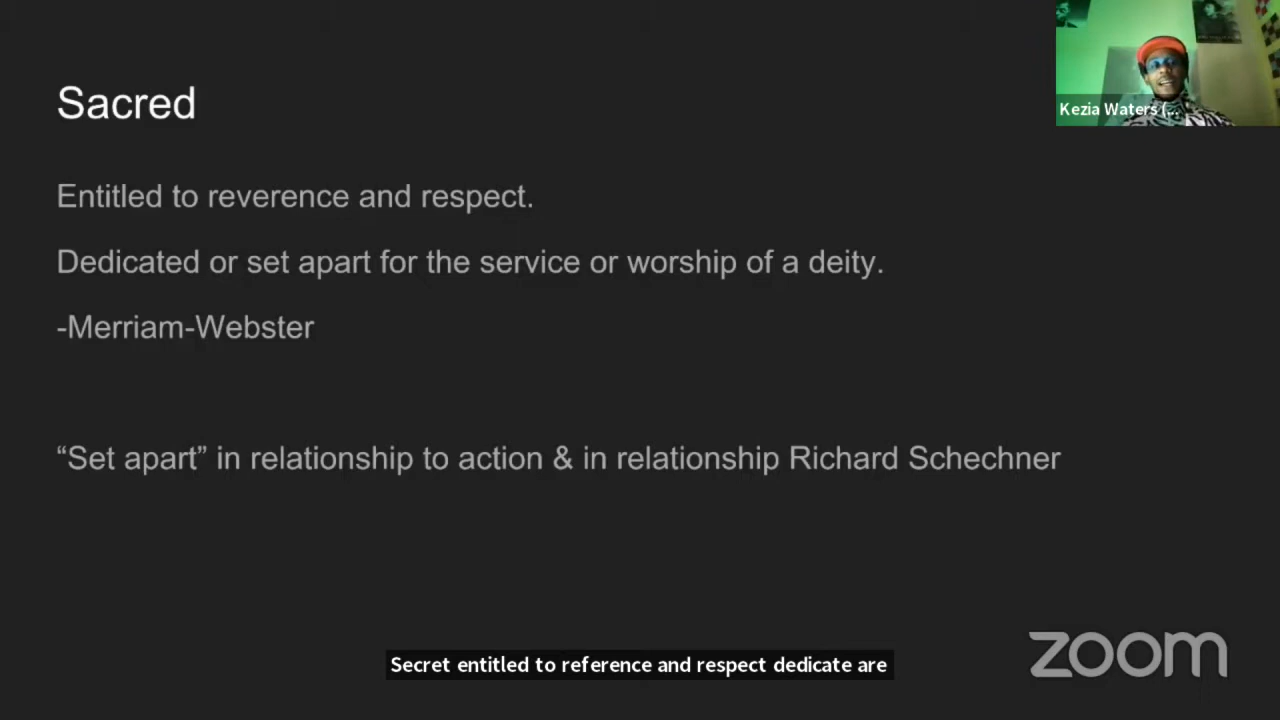 Sacred
Kezia Waters (...
Entitled to reverence and respect.
Dedicated or set apart for the service or worship of a deity.
-Merriam-Webster
“Set apart” in relationship to action & in relationship Richard Schechner
Secret entitled to reference and respect dedicate are
zoom